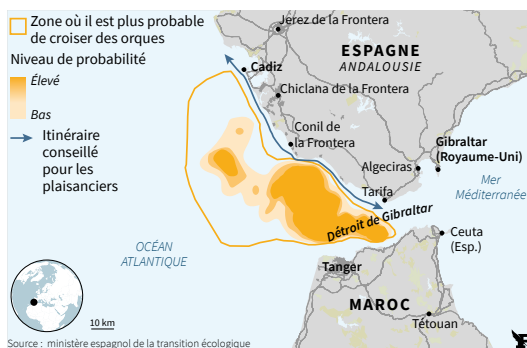 Zone où il est plus probable
de croiser des orques
Niveau de probabilité
Élevé
Bas
Itinéraire
conseillé
pour les
plaisanciers
Jerez de la Frontera
ESPAGNE
ANDALOUSIE
Cadiz
Chiclana de la Frontera
Conil de
la Frontera
Gibraltar
(Royaume-Uni)
Algeciras
Tarifa
Mer
Méditerranée
Détroit de Gibraltar
Ceuta
(Esp.)
OCÉAN
ATLANTIQUE
Tanger
MAROC
Tétouan
10 km
Source : ministère espagnol de la transition écologique